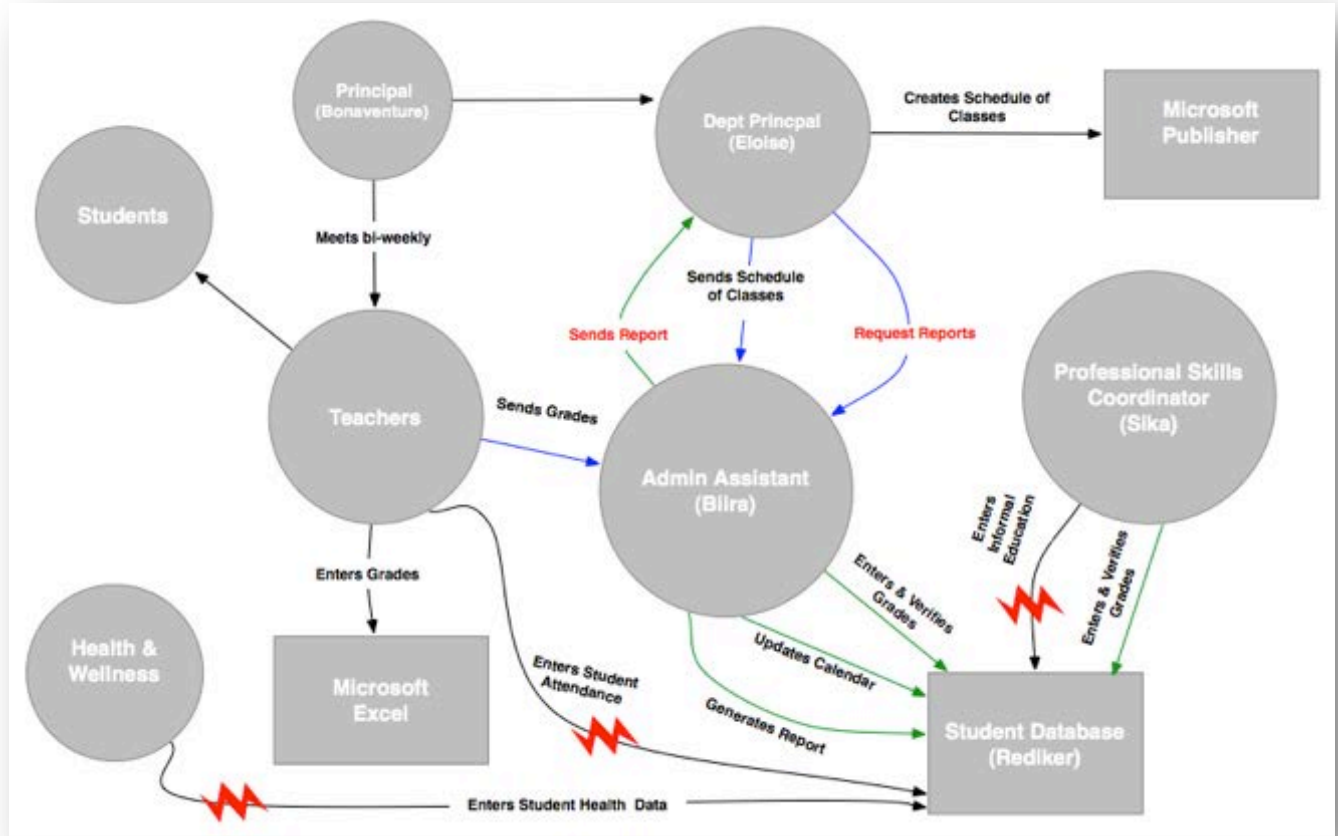 Principal
(Bonaventure)
Dept Princpal
(Eloise)
Creates Schedule of
Classes
Microsoft
Publisher
Students
Meets bi-weekly
Sends Schedule
of Classes
Sends Report
Request Reports
Professional Skills
Coordinator
(Sika)
Teachers
Sends Grades
Admin Assistant
(Biira)
Enters
Informal
Education
Enters & Verifies
Grades
Enters & Verifies
Grades
Enters Grades
Health &
Wellness
Microsoft
Excel
Enters Student
Attendance
Updates Calendar
Generates Report
Student Database
(Rediker)
Enters Student Health Data